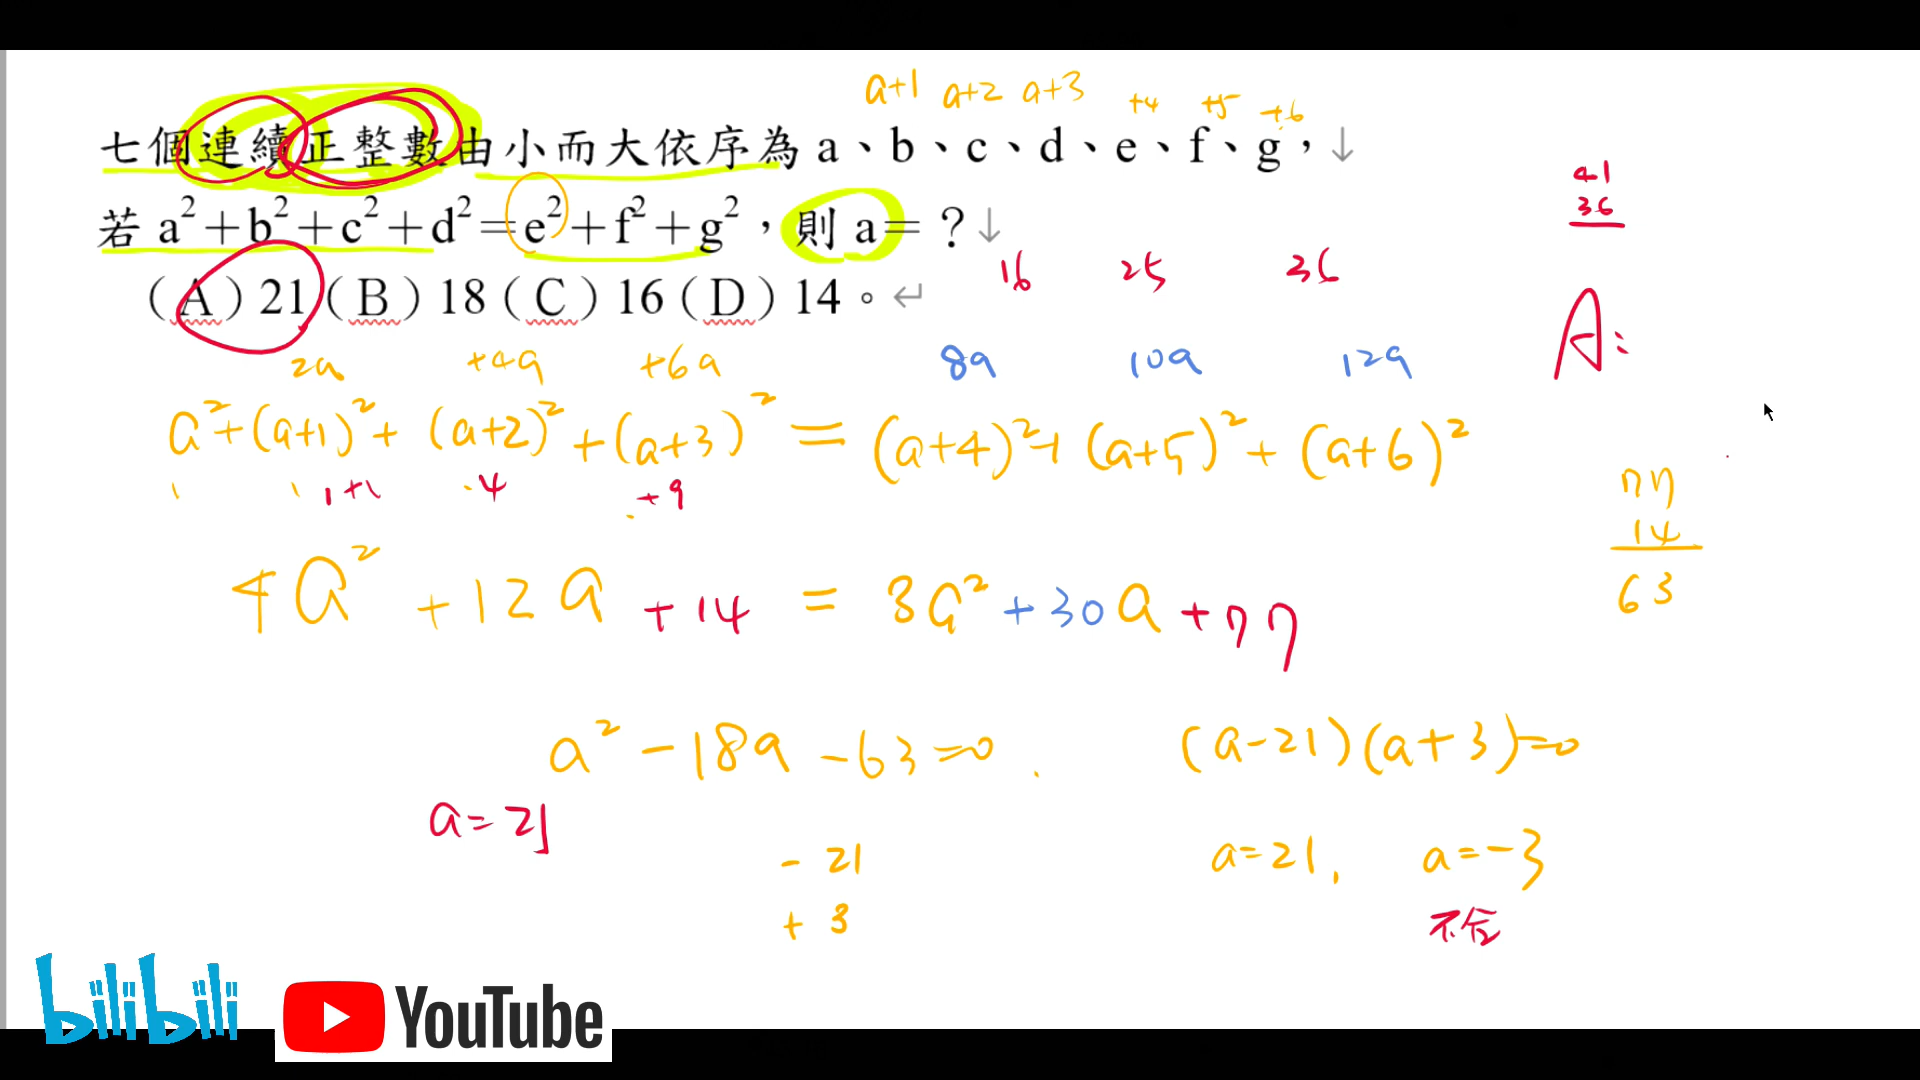 a+1 a+2 a+3 +4 +5 +6
七個連續正整數由小而大依序為 a、b、c、d、e、f、g，↓
若 a²+b²+c²+d²=e²+f²+g²，則 a=？↓
（A）21（B）18（C）16（D）14。↵
41
36
16 25 36
A:
2a +4a +6a 8a 10a 12a
a²+(a+1)²+(a+2)²+(a+3)²=(a+4)²+(a+5)²+(a+6)²
1+1 4 +9
77
14
63
4a²+12a+14=3a²+30a+77
a²-18a-63=0 (a-21)(a+3)=0
a=21
-21
+3
a=21, a=-3
不合
bilibili
YouTube